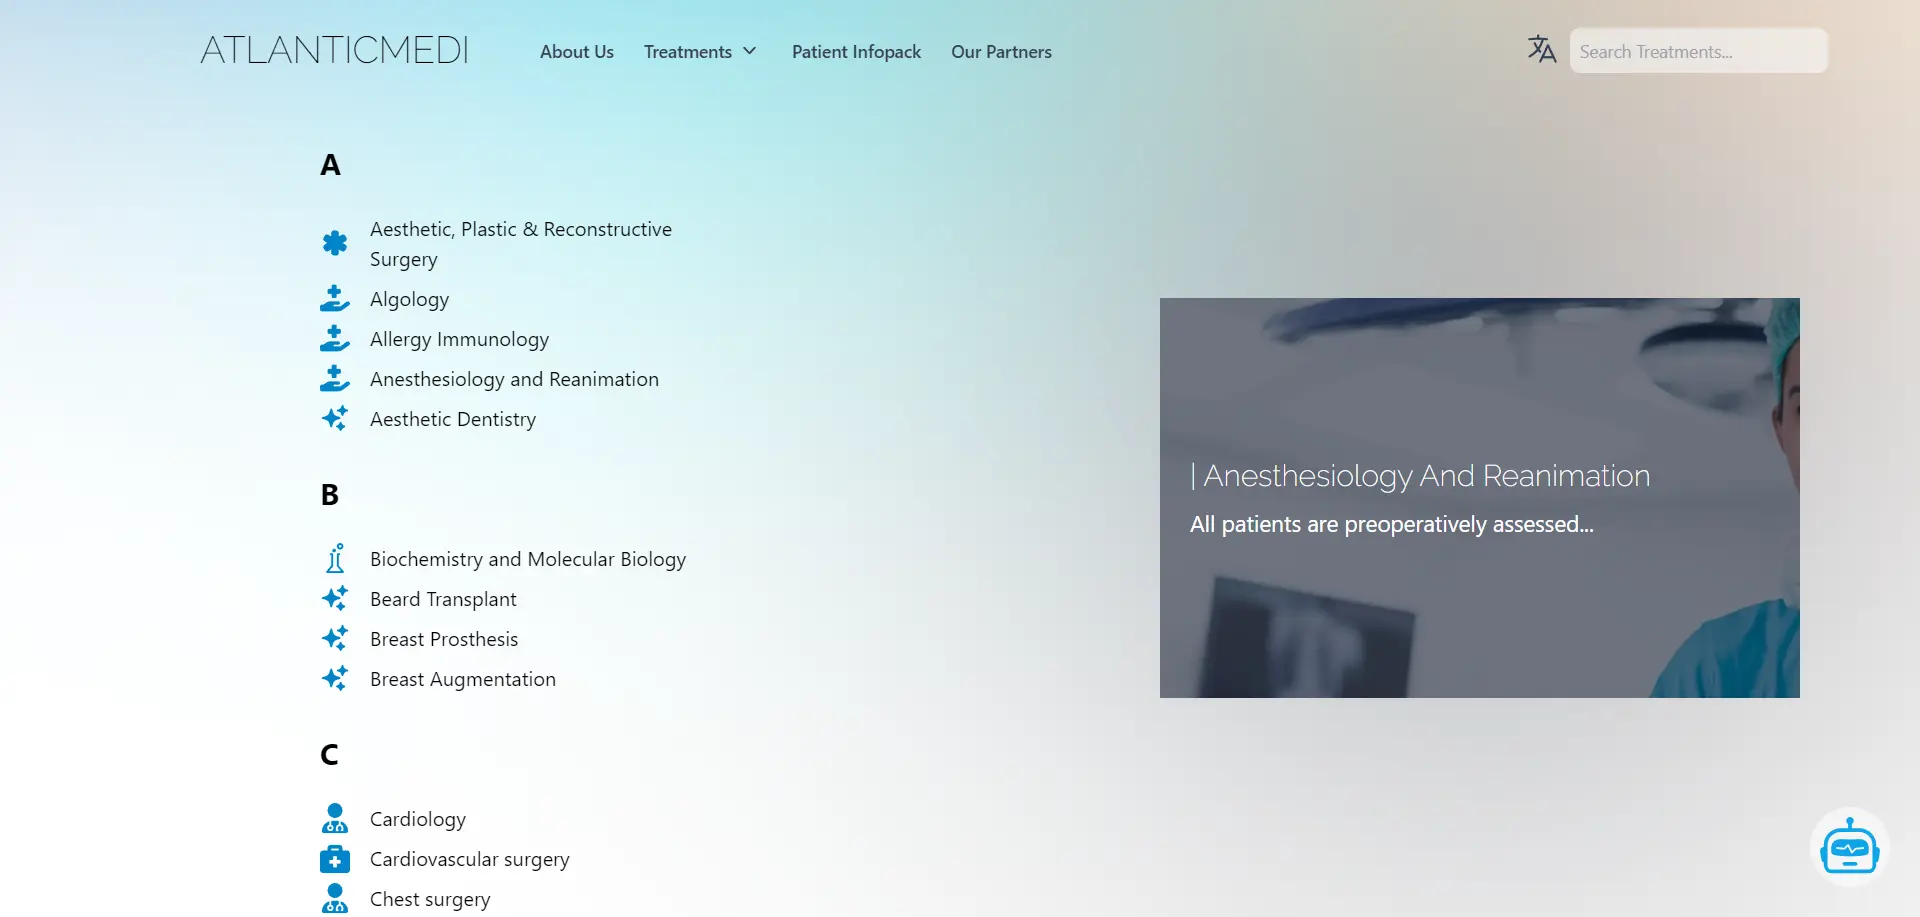 ATLANTICMEDI
About Us
Treatments
Patient Infopack
Our Partners
Search Treatments...
A
Aesthetic, Plastic & Reconstructive
Surgery
Algology
Allergy Immunology
Anesthesiology and Reanimation
Aesthetic Dentistry
B
Biochemistry and Molecular Biology
Beard Transplant
Breast Prosthesis
Breast Augmentation
C
Cardiology
Cardiovascular surgery
Chest surgery
| Anesthesiology And Reanimation
All patients are preoperatively assessed...